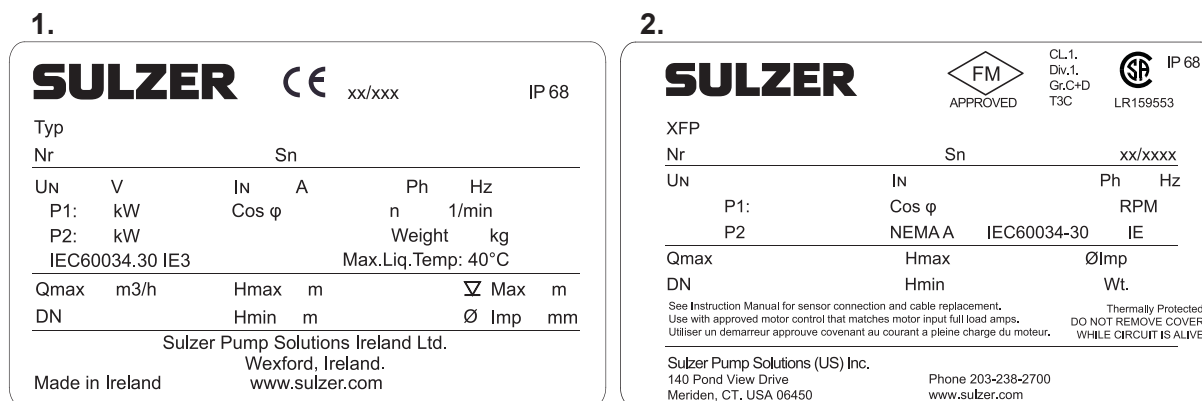 1.
SULZER CE xx/xxx IP 68
Typ
Nr Sn
UN V IN A Ph Hz
P1: kW Cos φ n 1/min
P2: kW Weight kg
IEC60034.30 IE3 Max.Liq.Temp: 40°C
Qmax m3/h Hmax m Max m
DN Hmin m Ø Imp mm
Sulzer Pump Solutions Ireland Ltd.
Wexford, Ireland.
Made in Ireland www.sulzer.com
2.
SULZER
FM
APPROVED
CL.1.
Div.1.
Gr.C+D
T3C
SA
LR159553
IP 68
XFP
Nr Sn xx/xxxx
UN IN Ph Hz
P1: Cos φ RPM
P2 NEMA A IEC60034-30 IE
Qmax Hmax ØImp
DN Hmin Wt.
See Instruction Manual for sensor connection and cable replacement.
Use with approved motor control that matches motor input full load amps.
Utiliser un demarreur approuve covenant au courant a pleine charge du moteur.
Thermally Protected
DO NOT REMOVE COVER
WHILE CIRCUIT IS ALIVE
Sulzer Pump Solutions (US) Inc.
140 Pond View Drive Phone 203-238-2700
Meriden, CT. USA 06450 www.sulzer.com